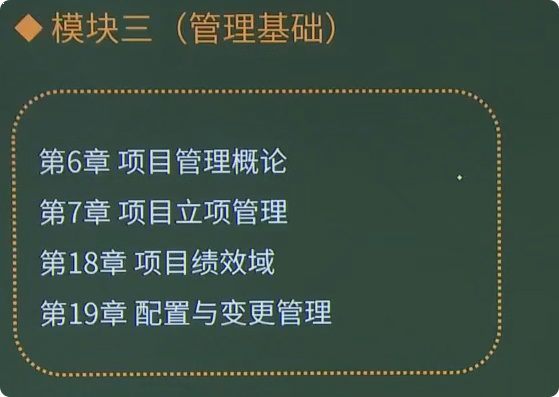 ◆ 模块三（管理基础）
第6章 项目管理概论
第7章 项目立项管理
第18章 项目绩效域
第19章 配置与变更管理